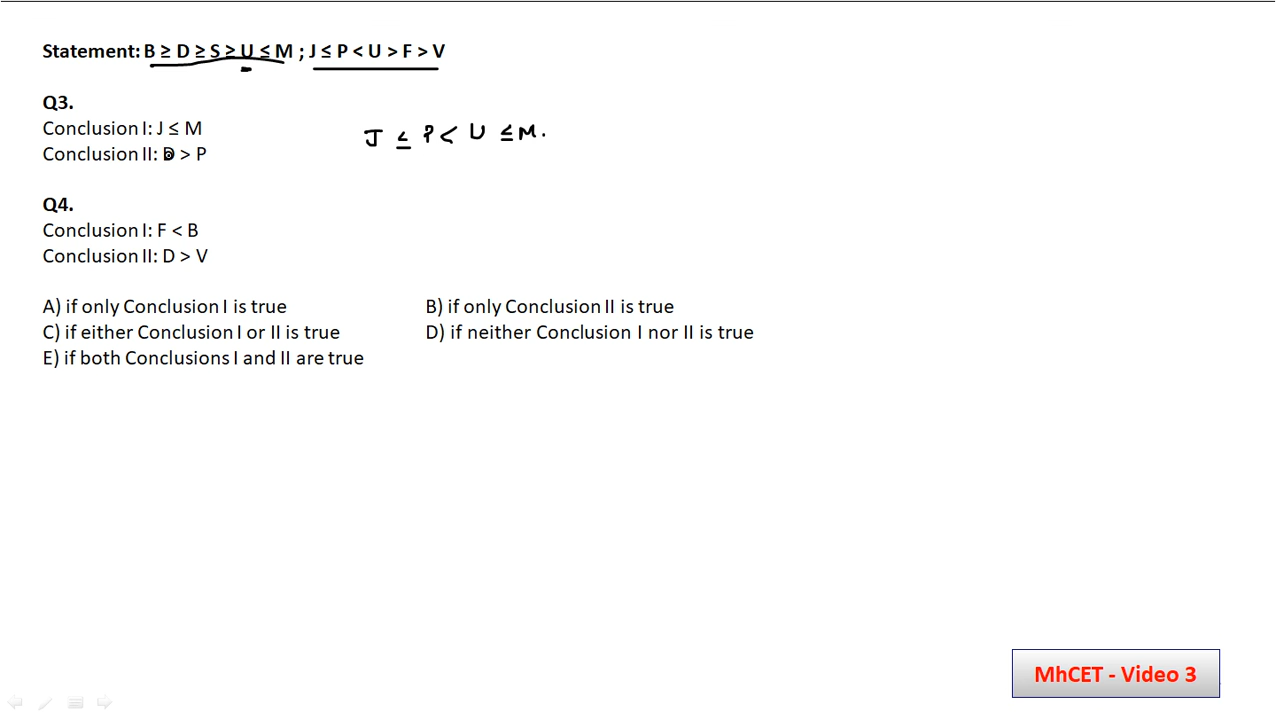 Statement: B ≥ D ≥ S ≥ U ≤ M ; J ≤ P < U > F > V
Q3.
Conclusion I: J ≤ M
J ≤ P < U ≤ M.
Conclusion II: D > P
Q4.
Conclusion I: F < B
Conclusion II: D > V
A) if only Conclusion I is true B) if only Conclusion II is true
C) if either Conclusion I or II is true D) if neither Conclusion I nor II is true
E) if both Conclusions I and II are true
MhCET - Video 3